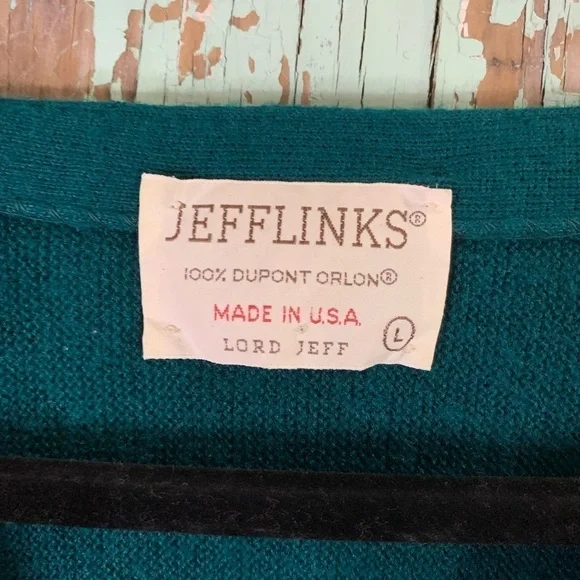 JEFFLINKS®
100% DUPONT ORLON®
MADE IN U.S.A.
LORD JEFF
L